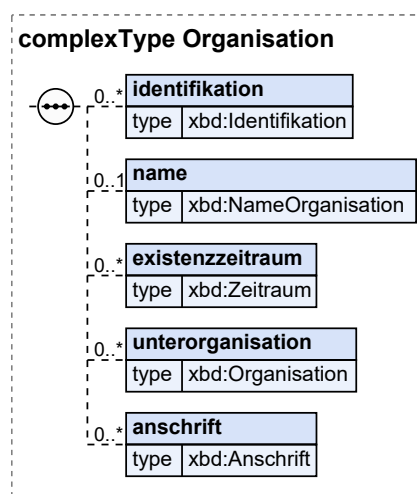 complexType Organisation
0..* identifikation
type xbd:Identifikation
0..1 name
type xbd:NameOrganisation
0..* existenzzeitraum
type xbd:Zeitraum
0..* unterorganisation
type xbd:Organisation
0..* anschrift
type xbd:Anschrift